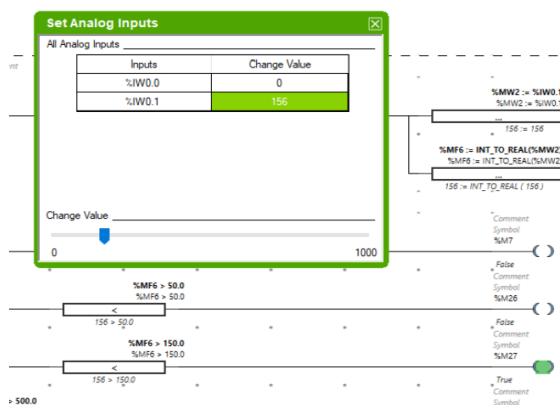 Set Analog Inputs
All Analog Inputs
Inputs Change Value
%IW0.0 0
%IW0.1 156
Change Value
0 1000
%MW2 := %IW0.1
%MW2 := %IW0.1
...
156 := 156
%MF6 := INT_TO_REAL(%MW2)
%MF6 := INT_TO_REAL(%MW2)
...
156 := INT_TO_REAL ( 156 )
Comment
Symbol
%M7
False
%MF6 > 50.0
%MF6 > 50.0
<
156 > 50.0
Comment
Symbol
%M26
False
%MF6 > 150.0
%MF6 > 150.0
<
156 > 150.0
Comment
Symbol
%M27
True
> 500.0
Comment
Symbol